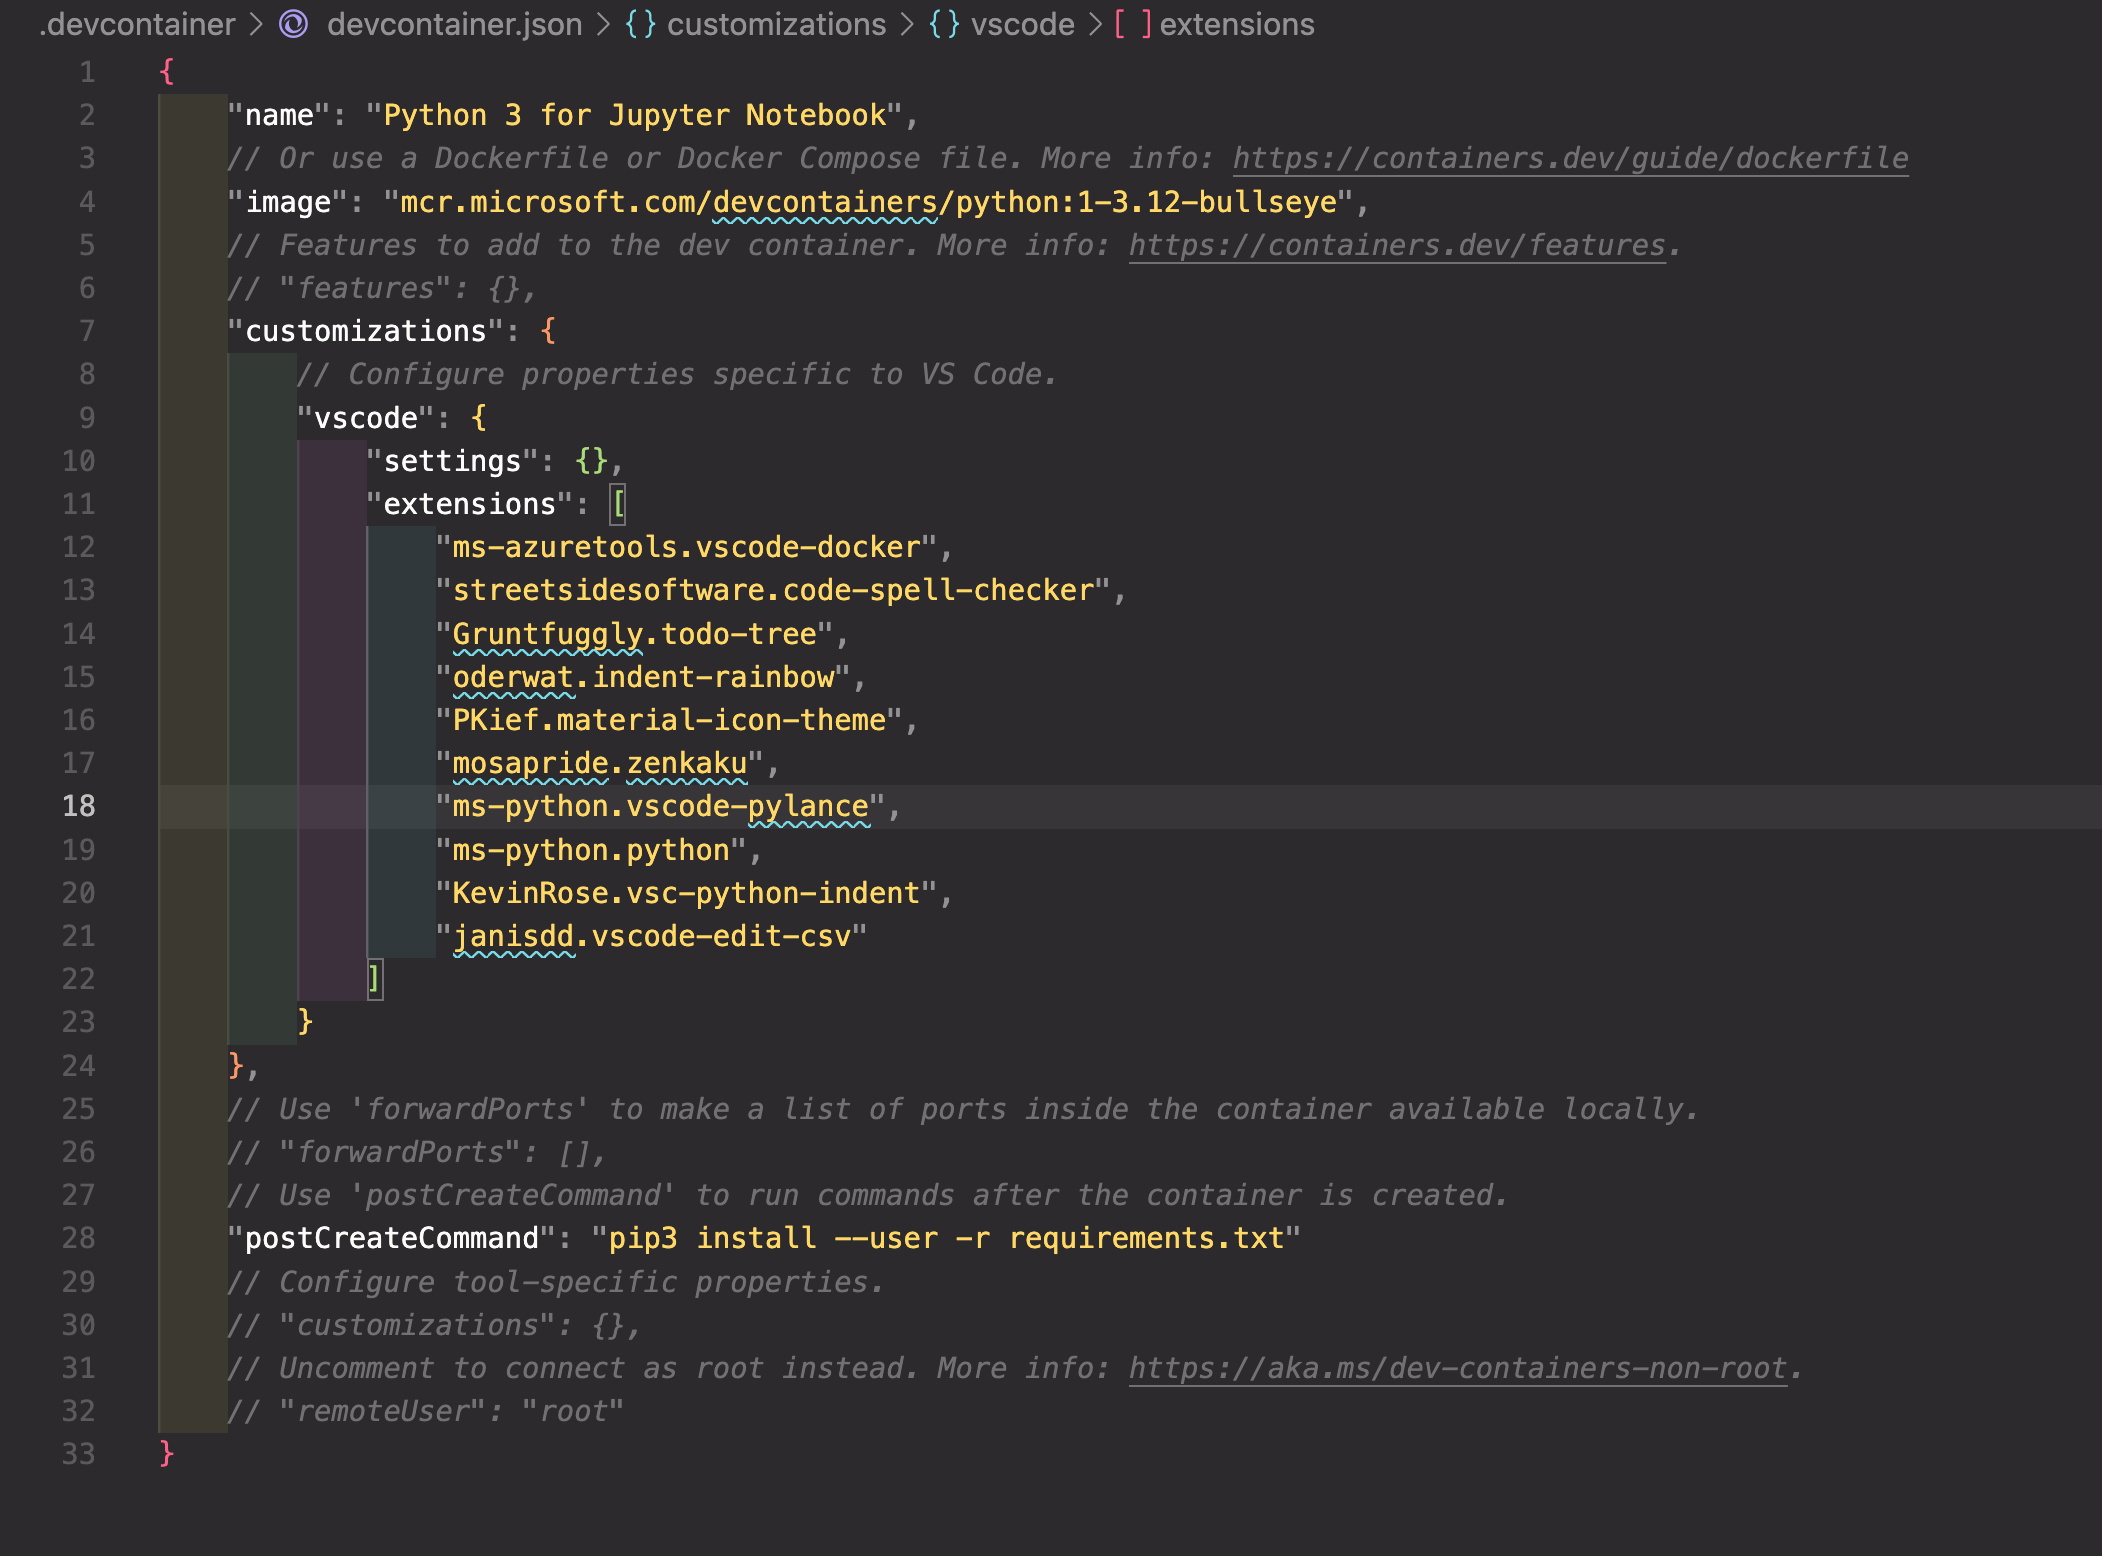 .devcontainer > devcontainer.json > {} customizations > {} vscode > [ ] extensions
1 {
2 "name": "Python 3 for Jupyter Notebook",
3 // Or use a Dockerfile or Docker Compose file. More info: https://containers.dev/guide/dockerfile
4 "image": "mcr.microsoft.com/devcontainers/python:1-3.12-bullseye",
5 // Features to add to the dev container. More info: https://containers.dev/features.
6 // "features": {},
7 "customizations": {
8 // Configure properties specific to VS Code.
9 "vscode": {
10 "settings": {},
11 "extensions": [
12 "ms-azuretools.vscode-docker",
13 "streetsidesoftware.code-spell-checker",
14 "Gruntfuggly.todo-tree",
15 "oderwat.indent-rainbow",
16 "PKief.material-icon-theme",
17 "mosapride.zenkaku",
18 "ms-python.vscode-pylance",
19 "ms-python.python",
20 "KevinRose.vsc-python-indent",
21 "janisdd.vscode-edit-csv"
22 ]
23 }
24 },
25 // Use 'forwardPorts' to make a list of ports inside the container available locally.
26 // "forwardPorts": [],
27 // Use 'postCreateCommand' to run commands after the container is created.
28 "postCreateCommand": "pip3 install --user -r requirements.txt"
29 // Configure tool-specific properties.
30 // "customizations": {},
31 // Uncomment to connect as root instead. More info: https://aka.ms/dev-containers-non-root.
32 // "remoteUser": "root"
33 }